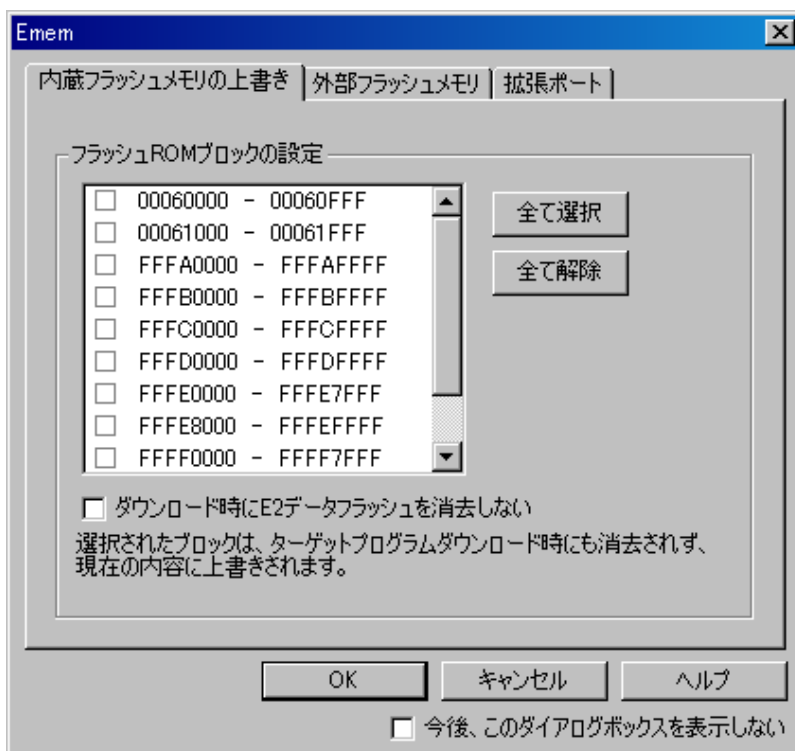 Emem
内蔵フラッシュメモリの上書き 外部フラッシュメモリ 拡張ポート
フラッシュROMブロックの設定
00060000 - 00060FFF
全て選択
00061000 - 00061FFF
FFFA0000 - FFFAFFFF
全て解除
FFFB0000 - FFFBFFFF
FFFC0000 - FFFCFFFF
FFFD0000 - FFFDFFFF
FFFE0000 - FFFE7FFF
FFFE8000 - FFFEFFFF
FFFF0000 - FFFF7FFF
ダウンロード時にE2データフラッシュを消去しない
選択されたブロックは、ターゲットプログラムダウンロード時にも消去されず、
現在の内容に上書きされます。
OK キャンセル ヘルプ
今後、このダイアログボックスを表示しない